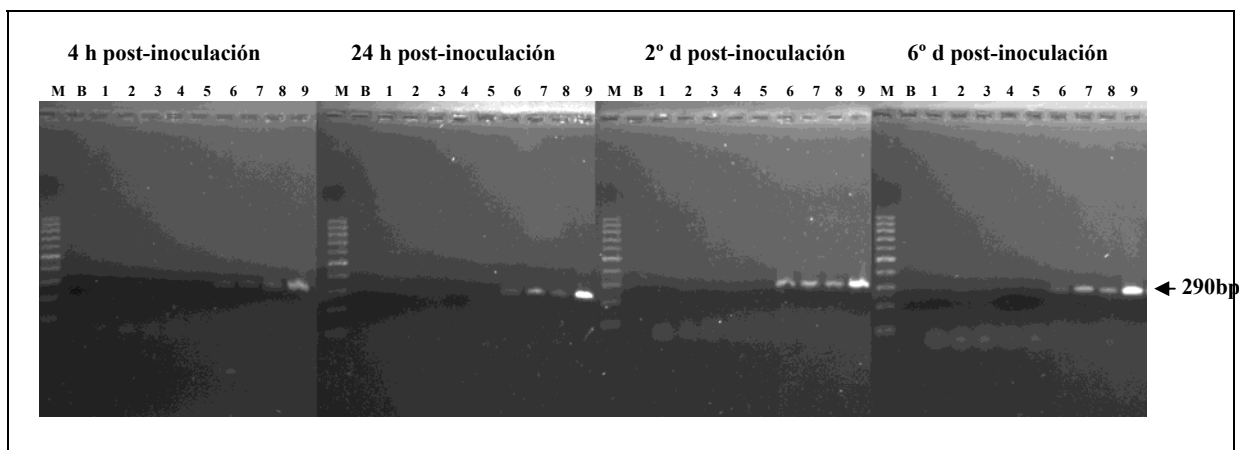 4 h post-inoculación 24 h post-inoculación 2º d post-inoculación 6º d post-inoculación
M B 1 2 3 4 5 6 7 8 9 M B 1 2 3 4 5 6 7 8 9 M B 1 2 3 4 5 6 7 8 9 M B 1 2 3 4 5 6 7 8 9
290bp